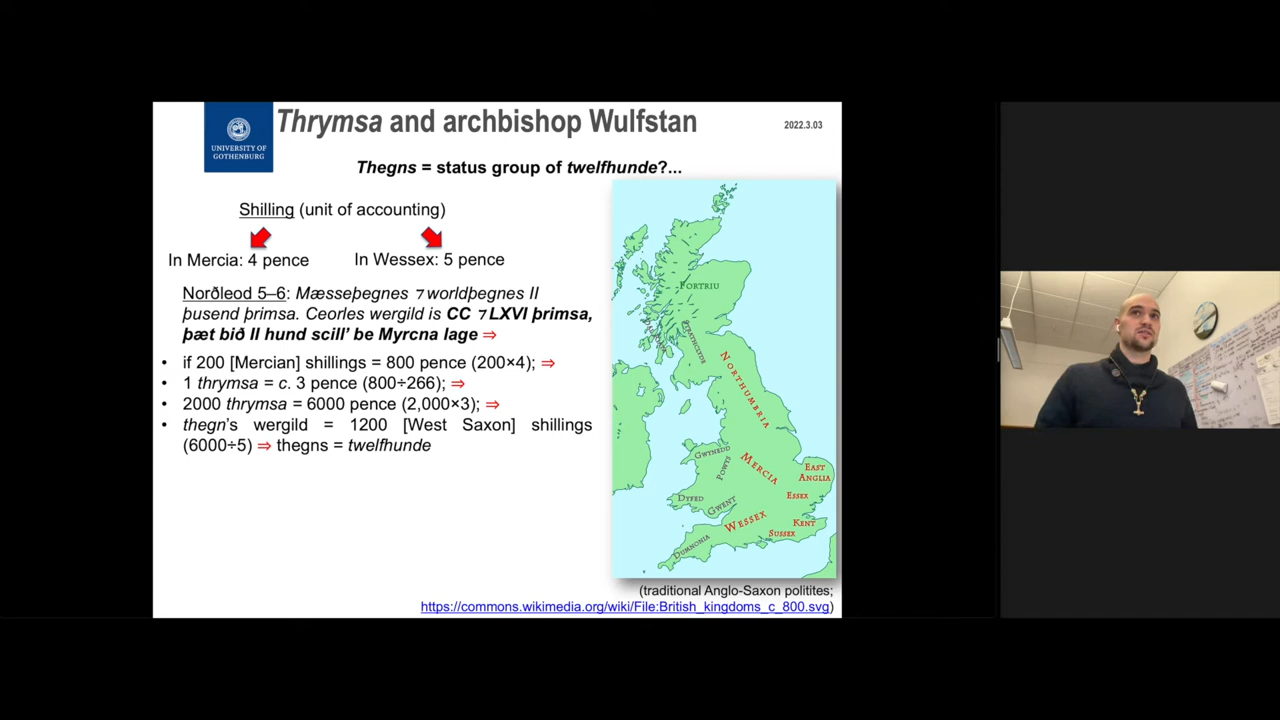 Thrymsa and archbishop Wulfstan
2022.3.03
UNIVERSITY OF
GOTHENBURG
Thegns = status group of twelfhunde?...
Shilling (unit of accounting)
In Mercia: 4 pence
In Wessex: 5 pence
Norðleod 5–6: Mæsseþegnes ⁊ worldþegnes II
þusend þrimsa. Ceorles wergild is CC ⁊ LXVI þrimsa,
þæt bið II hund scill’ be Myrcna lage ⇒
• if 200 [Mercian] shillings = 800 pence (200×4); ⇒
• 1 thrymsa = c. 3 pence (800÷266); ⇒
• 2000 thrymsa = 6000 pence (2,000×3); ⇒
• thegn’s wergild = 1200 [West Saxon] shillings
(6000÷5) ⇒ thegns = twelfhunde
FORTRIU
STRATHCLYDE
NORTHUMBRIA
GWYNEDD
POWYS
MERCIA
EAST
ANGLIA
DYFED
GWENT
ESSEX
WESSEX
KENT
SUSSEX
DUMNONIA
(traditional Anglo-Saxon politites;
https://commons.wikimedia.org/wiki/File:British_kingdoms_c_800.svg)